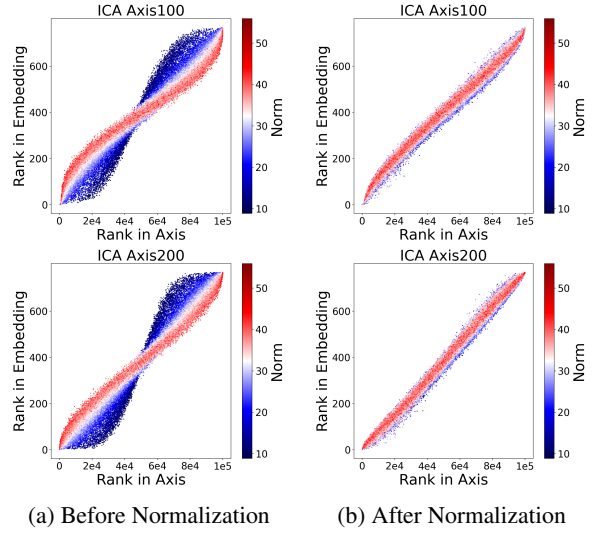 ICA Axis100
Rank in Embedding
600
400
200
0
0 2e4 4e4 6e4 8e4 1e5
Rank in Axis
50
40
30
20
10
Norm
ICA Axis100
Rank in Embedding
600
400
200
0
0 2e4 4e4 6e4 8e4 1e5
Rank in Axis
50
40
30
20
10
Norm
ICA Axis200
Rank in Embedding
600
400
200
0
0 2e4 4e4 6e4 8e4 1e5
Rank in Axis
50
40
30
20
10
Norm
ICA Axis200
Rank in Embedding
600
400
200
0
0 2e4 4e4 6e4 8e4 1e5
Rank in Axis
50
40
30
20
10
Norm
(a) Before Normalization
(b) After Normalization